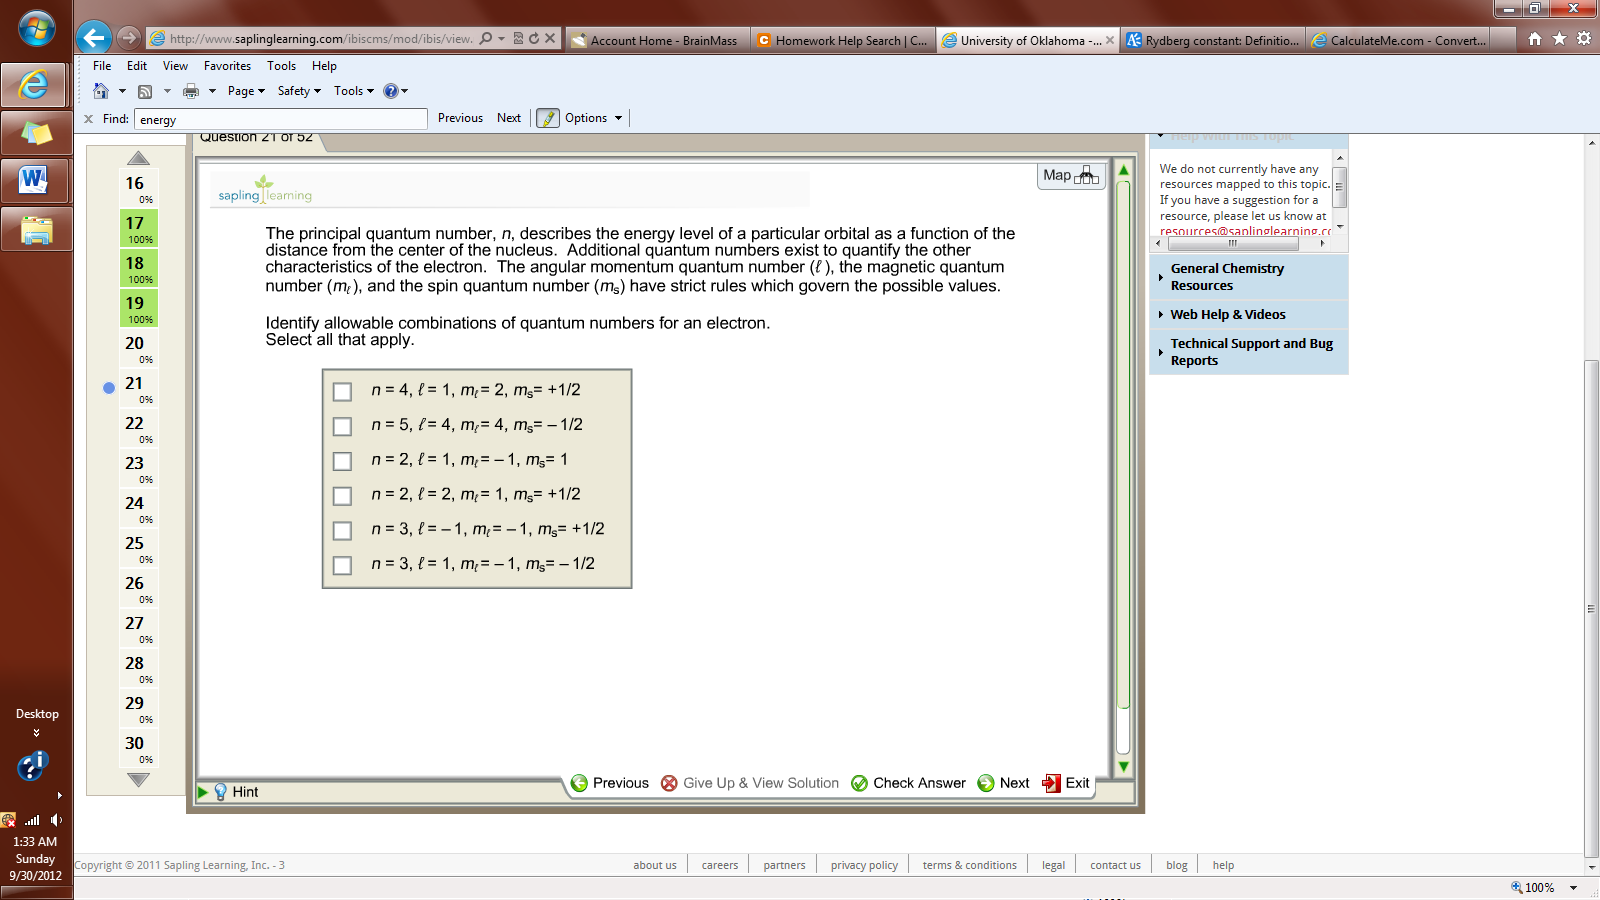 http://www.saplinglearning.com/ibiscms/mod/ibis/view.
Account Home - BrainMass
Homework Help Search | C...
University of Oklahoma -...
Rydberg constant: Definitio...
CalculateMe.com - Convert...
File Edit View Favorites Tools Help
Page Safety Tools
Find: energy Previous Next Options
Question 21 of 52
Help With This Topic
16
0%
17
100%
18
100%
19
100%
20
0%
21
0%
22
0%
23
0%
24
0%
25
0%
26
0%
27
0%
28
0%
29
0%
30
0%
sapling learning
Map
The principal quantum number, n, describes the energy level of a particular orbital as a function of the
distance from the center of the nucleus. Additional quantum numbers exist to quantify the other
characteristics of the electron. The angular momentum quantum number (ℓ), the magnetic quantum
number (mℓ), and the spin quantum number (ms) have strict rules which govern the possible values.
Identify allowable combinations of quantum numbers for an electron.
Select all that apply.
n = 4, ℓ = 1, mℓ = 2, ms = +1/2
n = 5, ℓ = 4, mℓ = 4, ms = – 1/2
n = 2, ℓ = 1, mℓ = – 1, ms = 1
n = 2, ℓ = 2, mℓ = 1, ms = +1/2
n = 3, ℓ = – 1, mℓ = – 1, ms = +1/2
n = 3, ℓ = 1, mℓ = – 1, ms = – 1/2
Previous Give Up & View Solution Check Answer Next Exit
Hint
We do not currently have any
resources mapped to this topic.
If you have a suggestion for a
resource, please let us know at
resources@saplinglearning.cc
General Chemistry
Resources
Web Help & Videos
Technical Support and Bug
Reports
Desktop
1:33 AM
Sunday
9/30/2012
Copyright © 2011 Sapling Learning, Inc. - 3
about us careers partners privacy policy terms & conditions legal contact us blog help
100%